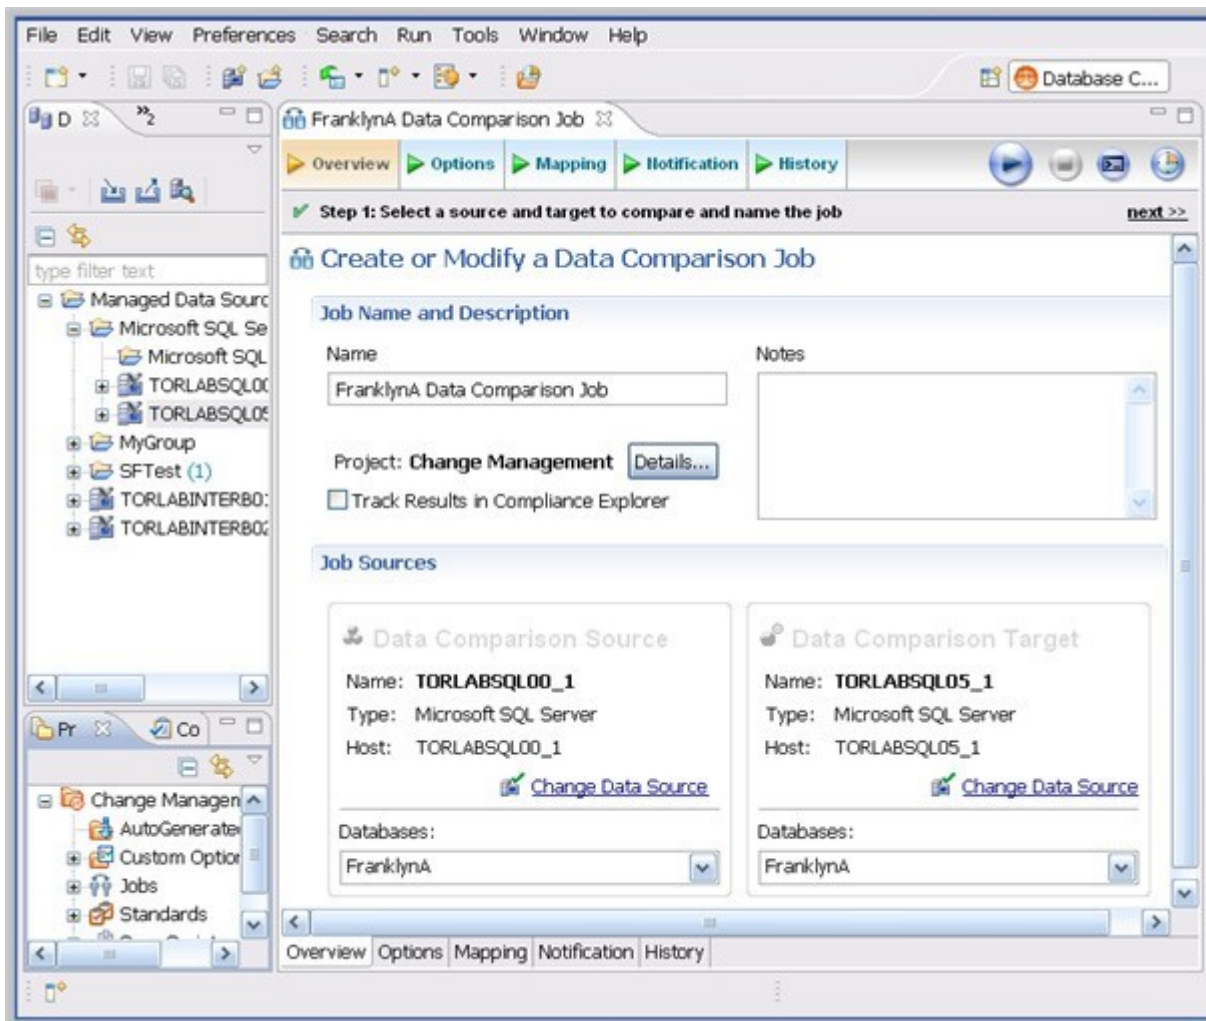 File Edit View Preferences Search Run Tools Window Help
Database C...
D
»2
FranklynA Data Comparison Job
Overview Options Mapping Notification History
Step 1: Select a source and target to compare and name the job
next >>
type filter text
Managed Data Sourc
Microsoft SQL Se
Microsoft SQL
TORLABSQL00
TORLABSQL05
MyGroup
SFTest (1)
TORLABINTERB01
TORLABINTERB02
Pr
Co
Change Managen
AutoGenerate
Custom Option
Jobs
Standards
Create or Modify a Data Comparison Job
Job Name and Description
Name
Notes
FranklynA Data Comparison Job
Project: Change Management Details...
Track Results in Compliance Explorer
Job Sources
Data Comparison Source
Name: TORLABSQL00_1
Type: Microsoft SQL Server
Host: TORLABSQL00_1
Change Data Source
Databases:
FranklynA
Data Comparison Target
Name: TORLABSQL05_1
Type: Microsoft SQL Server
Host: TORLABSQL05_1
Change Data Source
Databases:
FranklynA
Overview Options Mapping Notification History